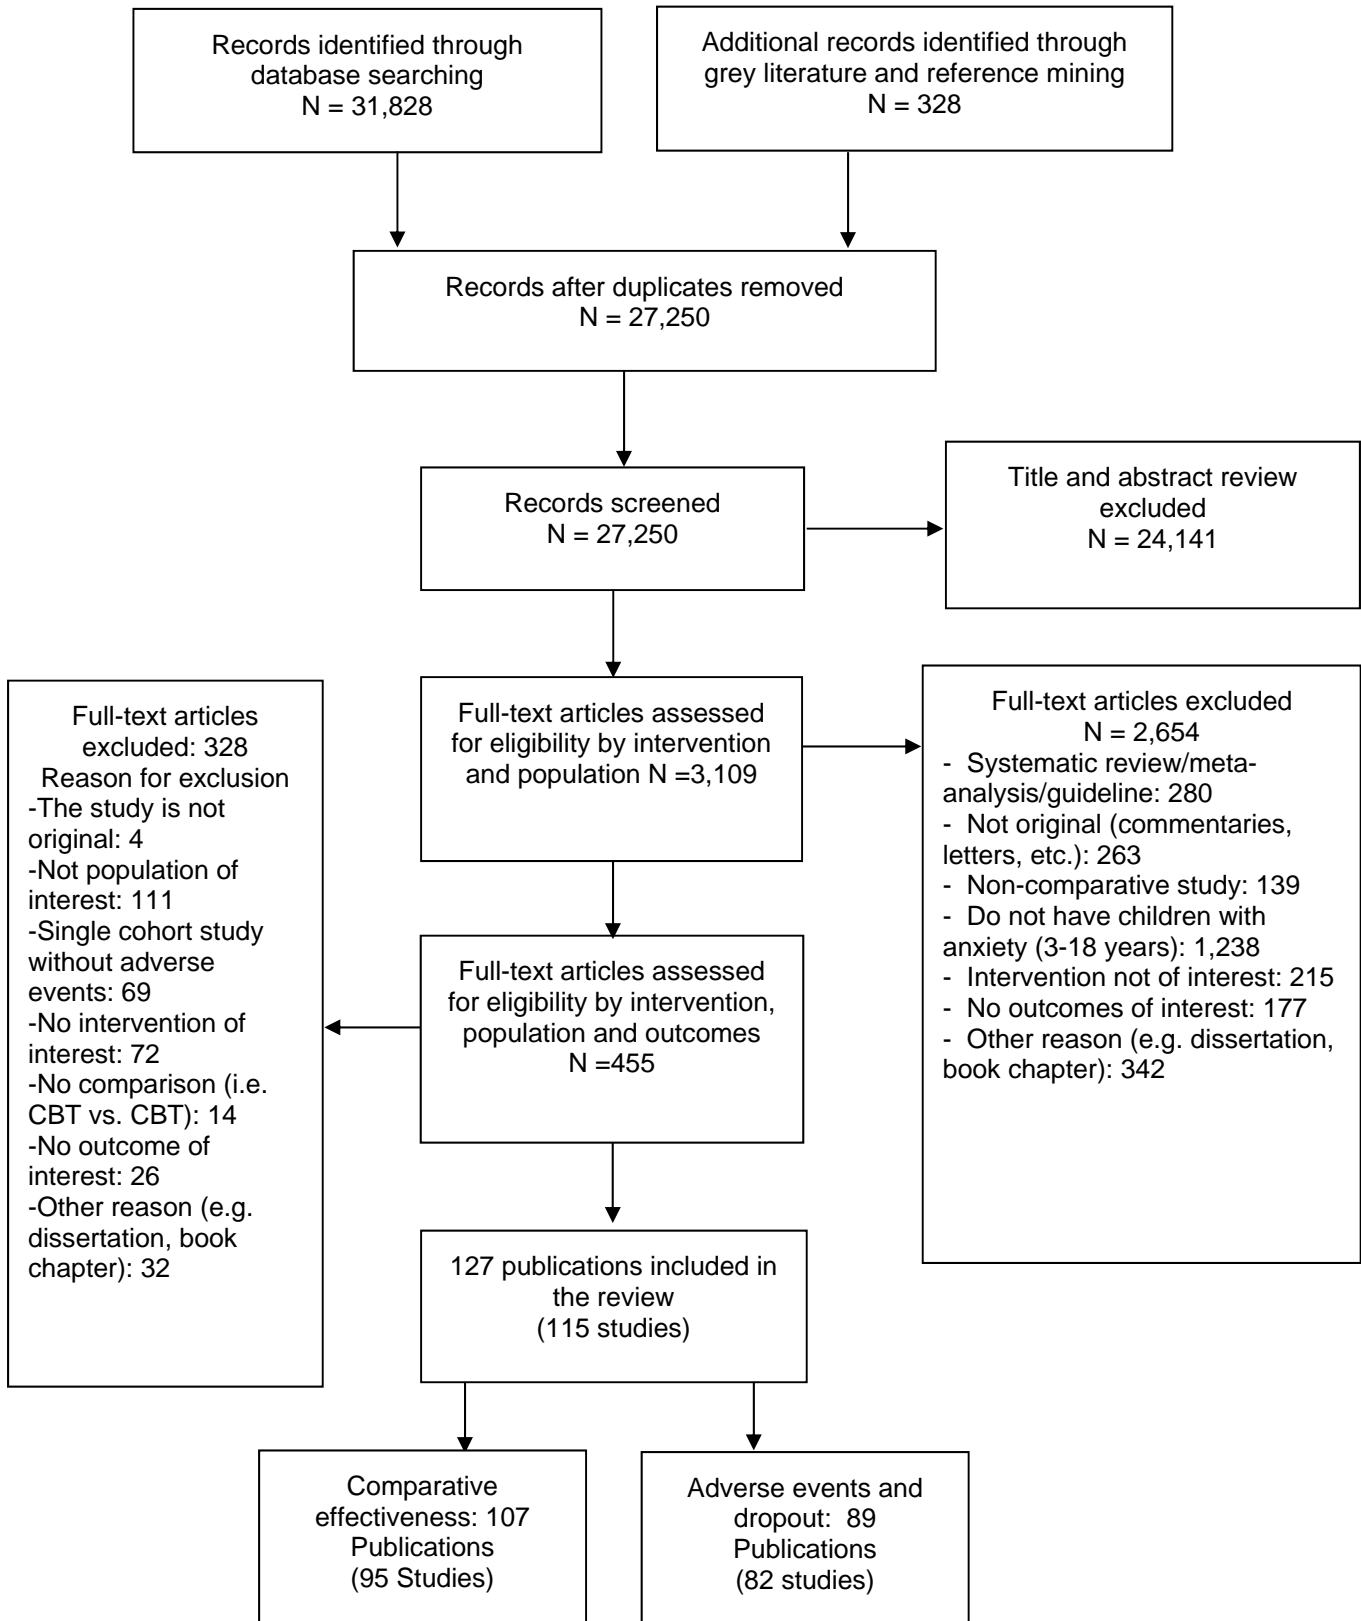 Records identified through
database searching
N = 31,828
Additional records identified through
grey literature and reference mining
N = 328
Records after duplicates removed
N = 27,250
Records screened
N = 27,250
Title and abstract review
excluded
N = 24,141
Full-text articles assessed
for eligibility by intervention
and population N =3,109
Full-text articles excluded
N = 2,654
- Systematic review/meta-
analysis/guideline: 280
- Not original (commentaries,
letters, etc.): 263
- Non-comparative study: 139
- Do not have children with
anxiety (3-18 years): 1,238
- Intervention not of interest: 215
- No outcomes of interest: 177
- Other reason (e.g. dissertation,
book chapter): 342
Full-text articles assessed
for eligibility by intervention,
population and outcomes
N =455
Full-text articles
excluded: 328
Reason for exclusion
-The study is not
original: 4
-Not population of
interest: 111
-Single cohort study
without adverse
events: 69
-No intervention of
interest: 72
-No comparison (i.e.
CBT vs. CBT): 14
-No outcome of
interest: 26
-Other reason (e.g.
dissertation, book
chapter): 32
127 publications included in
the review
(115 studies)
Comparative
effectiveness: 107
Publications
(95 Studies)
Adverse events and
dropout: 89
Publications
(82 studies)